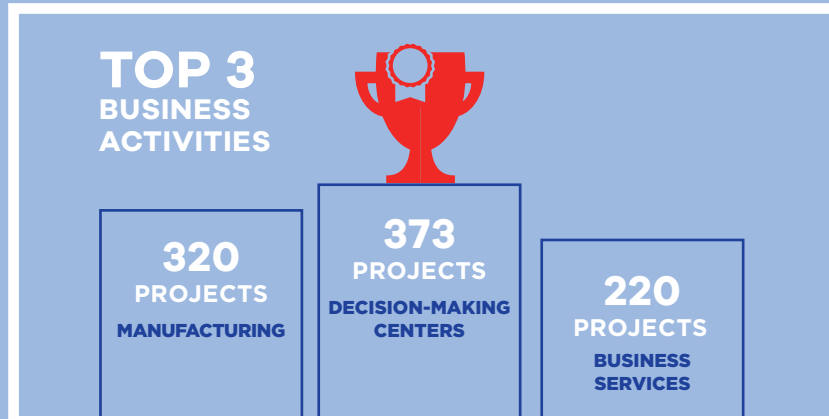 TOP 3
BUSINESS
ACTIVITIES
320
PROJECTS
MANUFACTURING
373
PROJECTS
DECISION-MAKING
CENTERS
220
PROJECTS
BUSINESS
SERVICES